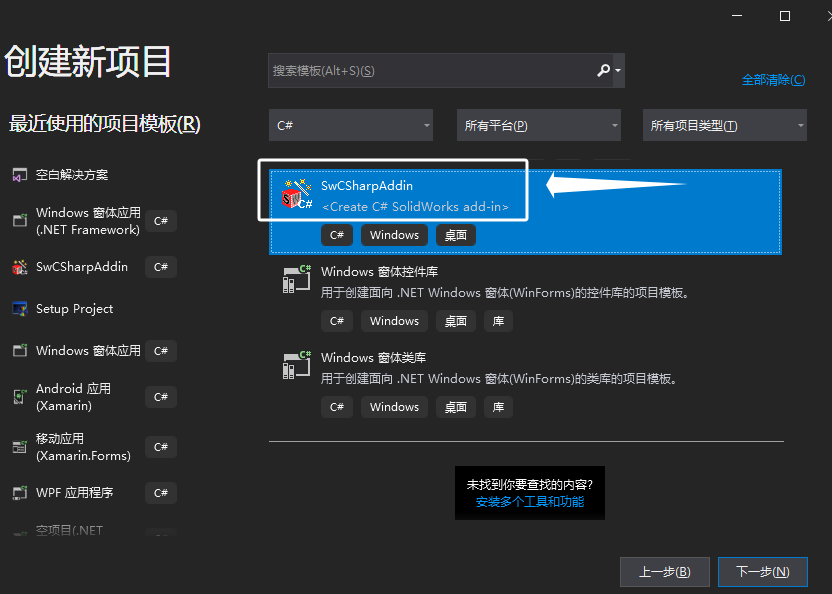 创建新项目
搜索模板(Alt+S)(S)
全部清除(C)
最近使用的项目模板(R)
C#
所有平台(P)
所有项目类型(T)
空白解决方案
Windows 窗体应用
(.NET Framework)
C#
SwCSharpAddin
C#
Setup Project
Windows 窗体应用
C#
Android 应用
(Xamarin)
C#
移动应用
(Xamarin.Forms)
C#
WPF 应用程序
C#
空项目(.NET
SwCSharpAddin
<Create C# SolidWorks add-in>
C# Windows 桌面
Windows 窗体控件库
用于创建面向 .NET Windows 窗体(WinForms)的控件库的项目模板。
C# Windows 桌面 库
Windows 窗体类库
用于创建面向 .NET Windows 窗体(WinForms)的类库的项目模板。
C# Windows 桌面 库
未找到你要查找的内容?
安装多个工具和功能
上一步(B)
下一步(N)